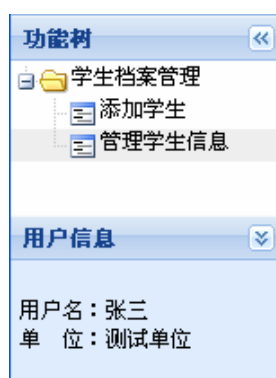 功能树
学生档案管理
添加学生
管理学生信息
用户信息
用户名：张三
单　位：测试单位